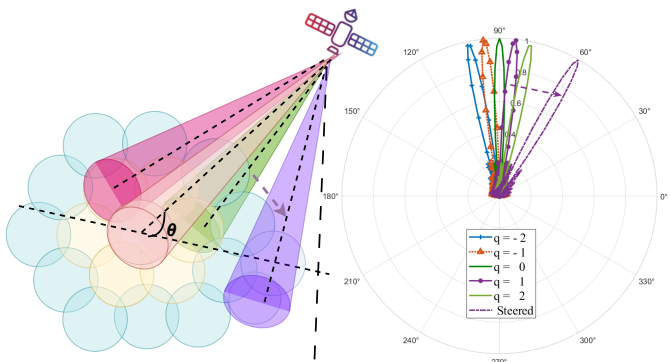 θ
90°
60°
30°
0°
330°
300°
270°
240°
210°
180°
150°
120°
1
0.8
0.6
0.4
q = - 2
q = - 1
q = 0
q = 1
q = 2
Steered